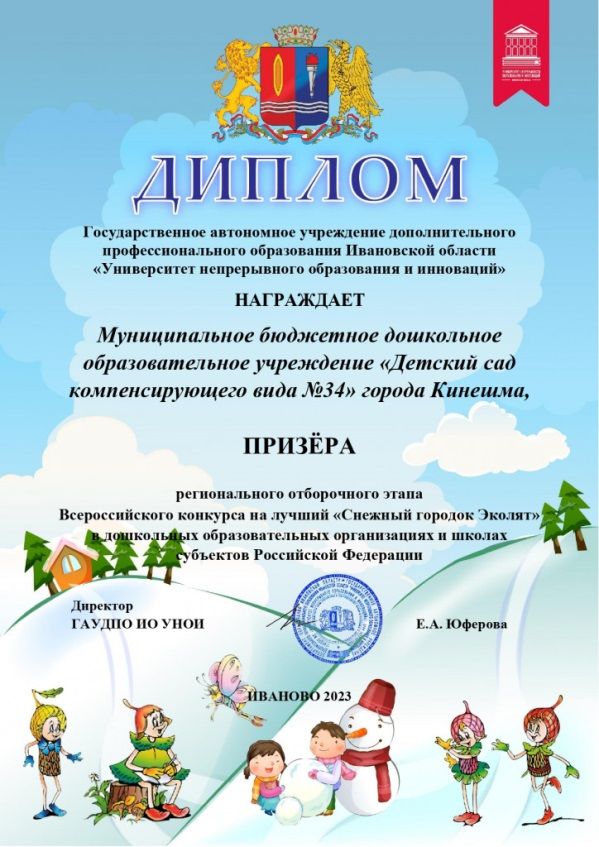 ДИПЛОМ
Государственное автономное учреждение дополнительного
профессионального образования Ивановской области
«Университет непрерывного образования и инноваций»
НАГРАЖДАЕТ
Муниципальное бюджетное дошкольное
образовательное учреждение «Детский сад
компенсирующего вида №34» города Кинешма,
ПРИЗЁРА
регионального отборочного этапа
Всероссийского конкурса на лучший «Снежный городок Эколят»
в дошкольных образовательных организациях и школах
субъектов Российской Федерации
Директор
ГАУДПО ИО УНОИ
Е.А. Юферова
ИВАНОВО 2023